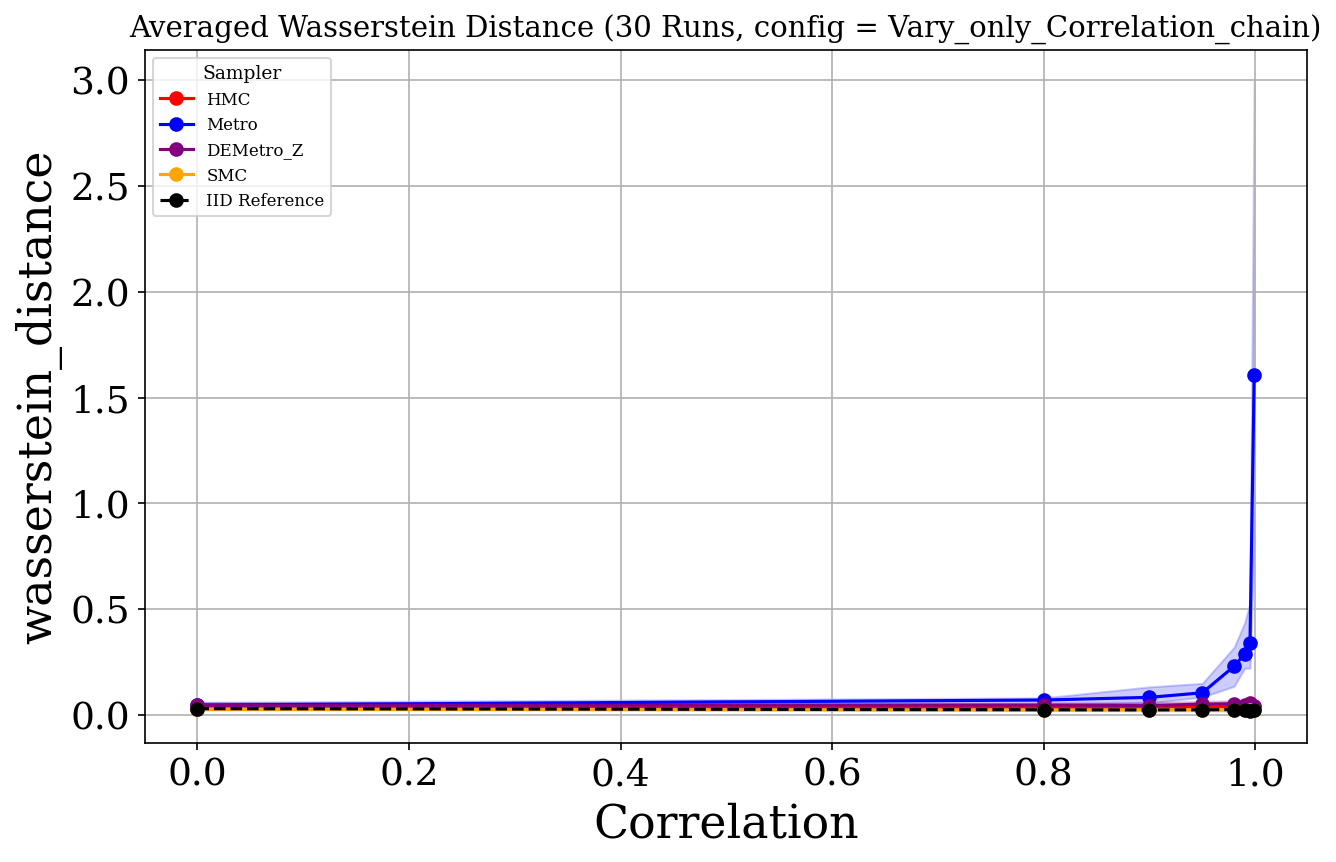 Averaged Wasserstein Distance (30 Runs, config = Vary_only_Correlation_chain)
wasserstein_distance
3.0
2.5
2.0
1.5
1.0
0.5
0.0
Sampler
HMC
Metro
DEMetro_Z
SMC
IID Reference
0.0 0.2 0.4 0.6 0.8 1.0
Correlation